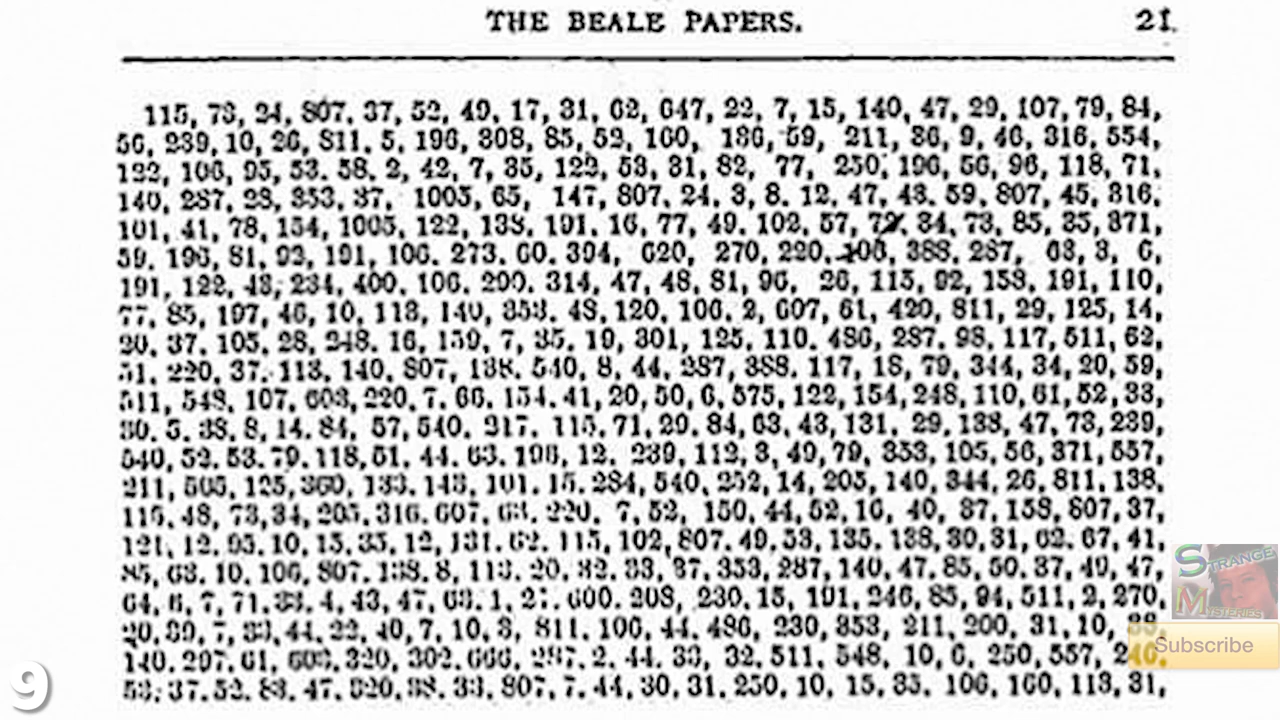 THE BEALE PAPERS. 21.
115, 73, 24, 807, 37, 52, 49, 17, 31, 62, 647, 22, 7, 15, 140, 47, 29, 107, 79, 84,
56, 239, 10, 26, 811, 5, 196, 308, 85, 52, 160, 136, 59, 211, 36, 9, 46, 316, 554,
122, 106, 95, 53. 58. 2, 42, 7, 35, 122, 53, 31, 82, 77, 250, 196, 56, 96, 118, 71,
140, 287, 28, 353, 37, 1005, 65, 147, 807, 24, 3, 8. 12, 47, 43. 59, 807, 45, 316,
101, 41, 78, 154, 1005, 122, 138, 191. 16, 77, 49. 102, 57, 72, 34, 73, 85, 35, 371,
59. 196, 81, 92, 191, 106. 273. 60. 394, 620, 270, 220, 106, 388. 287, 63, 3, 6,
191, 122, 43, 234, 400, 106. 290. 314, 47, 48, 81, 96, 26, 115, 92, 158, 191, 110,
77, 85, 197, 46, 10, 113, 140, 353. 48, 120, 106. 2, 607, 61, 420, 811, 29, 125, 14,
20. 37. 105. 28, 248. 16, 159, 7, 35. 19, 301, 125, 110. 486, 287. 98, 117, 511, 62,
51, 220, 37. 113, 140, 807, 138. 540, 8, 44, 287, 388. 117, 18, 79, 344, 34, 20, 59,
511, 548, 107, 603, 220, 7. 66. 154. 41, 20, 50, 6, 575, 122, 154, 248, 110, 61, 52, 33,
30. 5. 38. 8, 14. 84, 57, 540. 217. 115. 71, 29. 84, 63, 43, 131. 29, 138, 47, 73, 239,
540, 52. 53. 79. 118, 51. 44. 63. 196, 12. 239, 112, 3, 49, 79, 353, 105, 56, 371, 557,
211, 505, 125, 360, 133. 143, 101. 15. 284, 540, 252, 14, 205, 140, 344, 26. 811, 138.
115. 48, 73, 34, 205. 316. 607, 63. 220, 7, 52, 150, 44, 52, 16, 40, 37, 158, 807, 37,
121, 12. 95. 10, 15. 35, 12, 131. 62. 115, 102, 807. 49, 53, 135. 138, 30, 31, 62. 67, 41,
85, 63. 10. 106, 807. 138. 8, 113. 20. 32. 33, 37, 353, 287, 140, 47, 85, 50. 37, 49, 47,
64, 6, 7, 71. 33. 4, 43, 47, 63. 1, 27. 600. 208, 230. 15, 191, 246, 85, 94, 511, 2, 270,
20, 39, 7, 33, 44, 22, 40, 7, 10, 3, 811. 106, 44. 486, 230, 353, 211, 200, 31, 10,
140. 297. 61, 603. 320, 302. 666, 287. 2. 44. 33, 32. 511, 548, 10, 6, 250, 557, 246,
53; 37. 52. 83. 47. 320, 38. 33, 807, 7. 44, 30, 31. 250, 10, 15, 35, 106, 160, 113, 31,
STRANGE
MYSTERIES
Subscribe
9